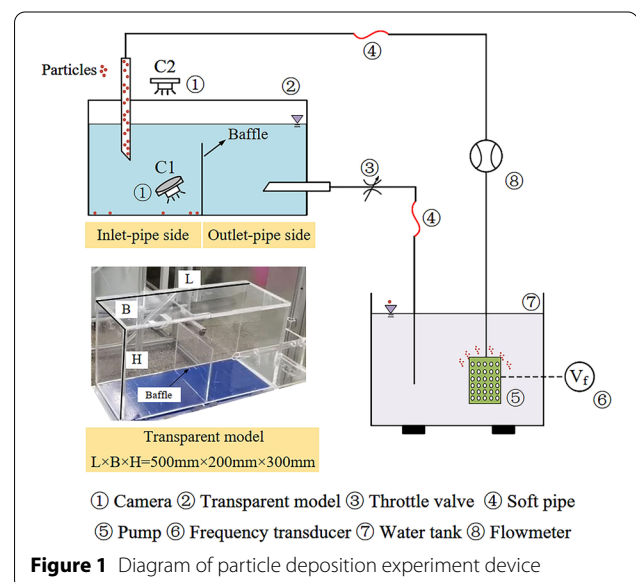 ④
Particles
C2
①
②
Baffle
C1
①
③
⑧
④
Inlet-pipe side
Outlet-pipe side
L
B
H
Baffle
⑦
V_f
⑤
⑥
Transparent model
L×B×H=500mm×200mm×300mm
① Camera ② Transparent model ③ Throttle valve ④ Soft pipe
⑤ Pump ⑥ Frequency transducer ⑦ Water tank ⑧ Flowmeter
Figure 1 Diagram of particle deposition experiment device